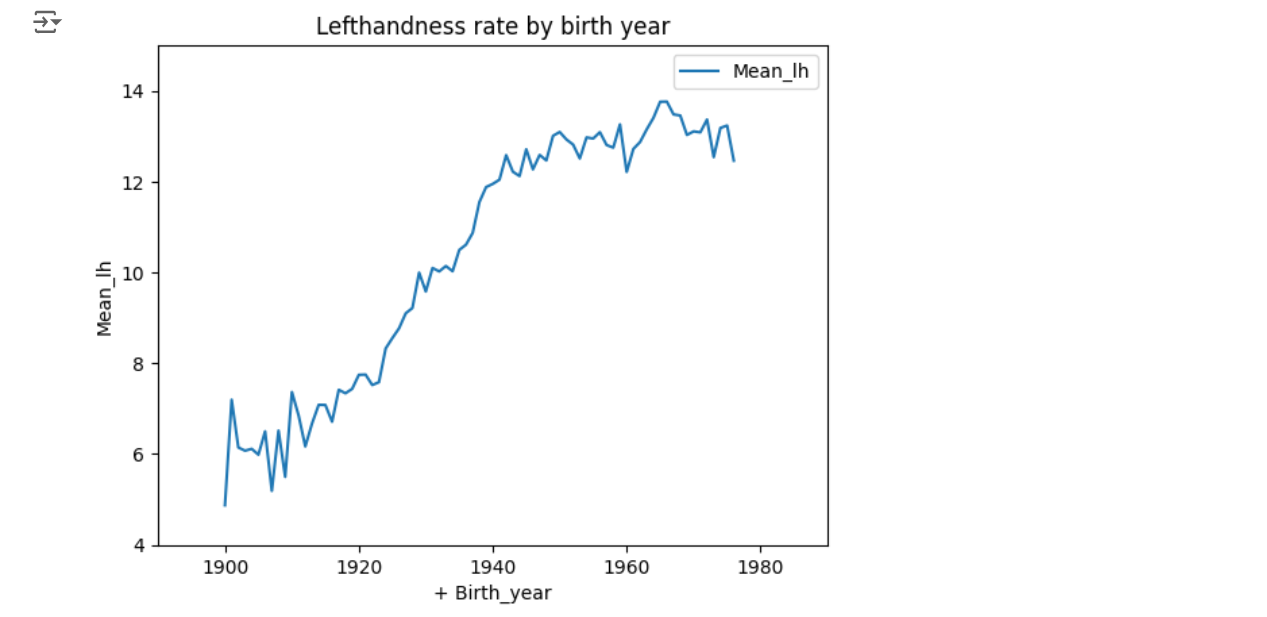 Lefthandness rate by birth year
Mean_lh
14
12
10
8
6
4
Mean_lh
1900 1920 1940 1960 1980
+ Birth_year